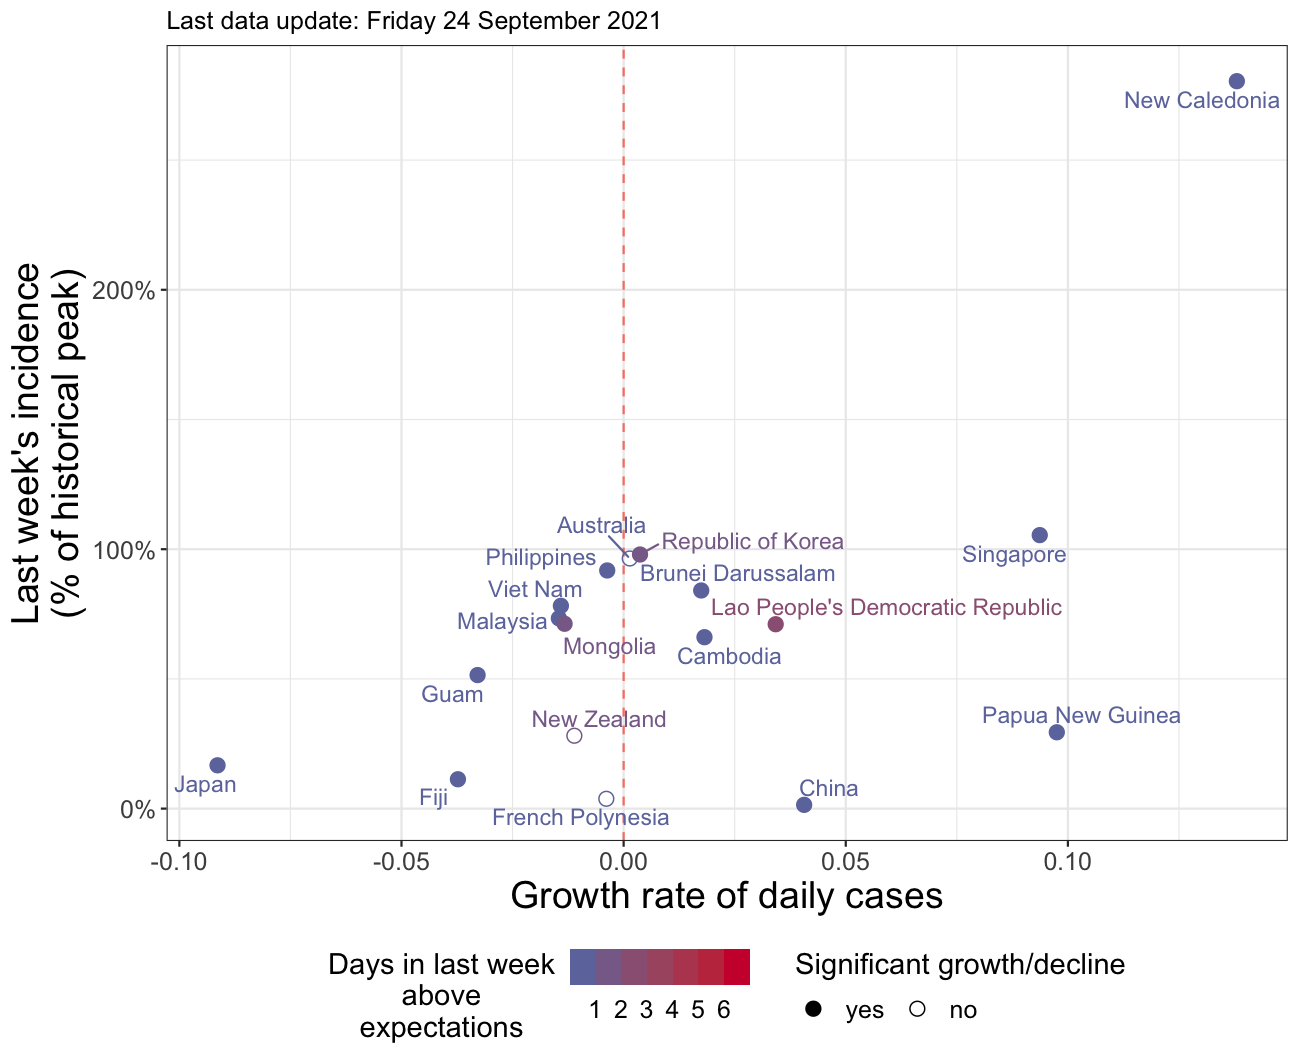 Last data update: Friday 24 September 2021
New Caledonia
Last week's incidence
(% of historical peak)
200%
100%
0%
Australia
Republic of Korea
Philippines
Singapore
Brunei Darussalam
Viet Nam
Lao People's Democratic Republic
Malaysia
Mongolia
Cambodia
Guam
Papua New Guinea
New Zealand
Japan
China
Fiji
French Polynesia
-0.10
-0.05
0.00
0.05
0.10
Growth rate of daily cases
Days in last week
above
expectations
1 2 3 4 5 6
Significant growth/decline
yes
no